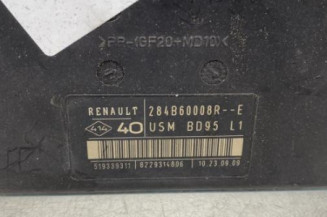 >PP-(GF20+MD10)<
RENAULT 284B60008R--E
40 USM BD95 L1
519339311 8229314806 10.23.08.09